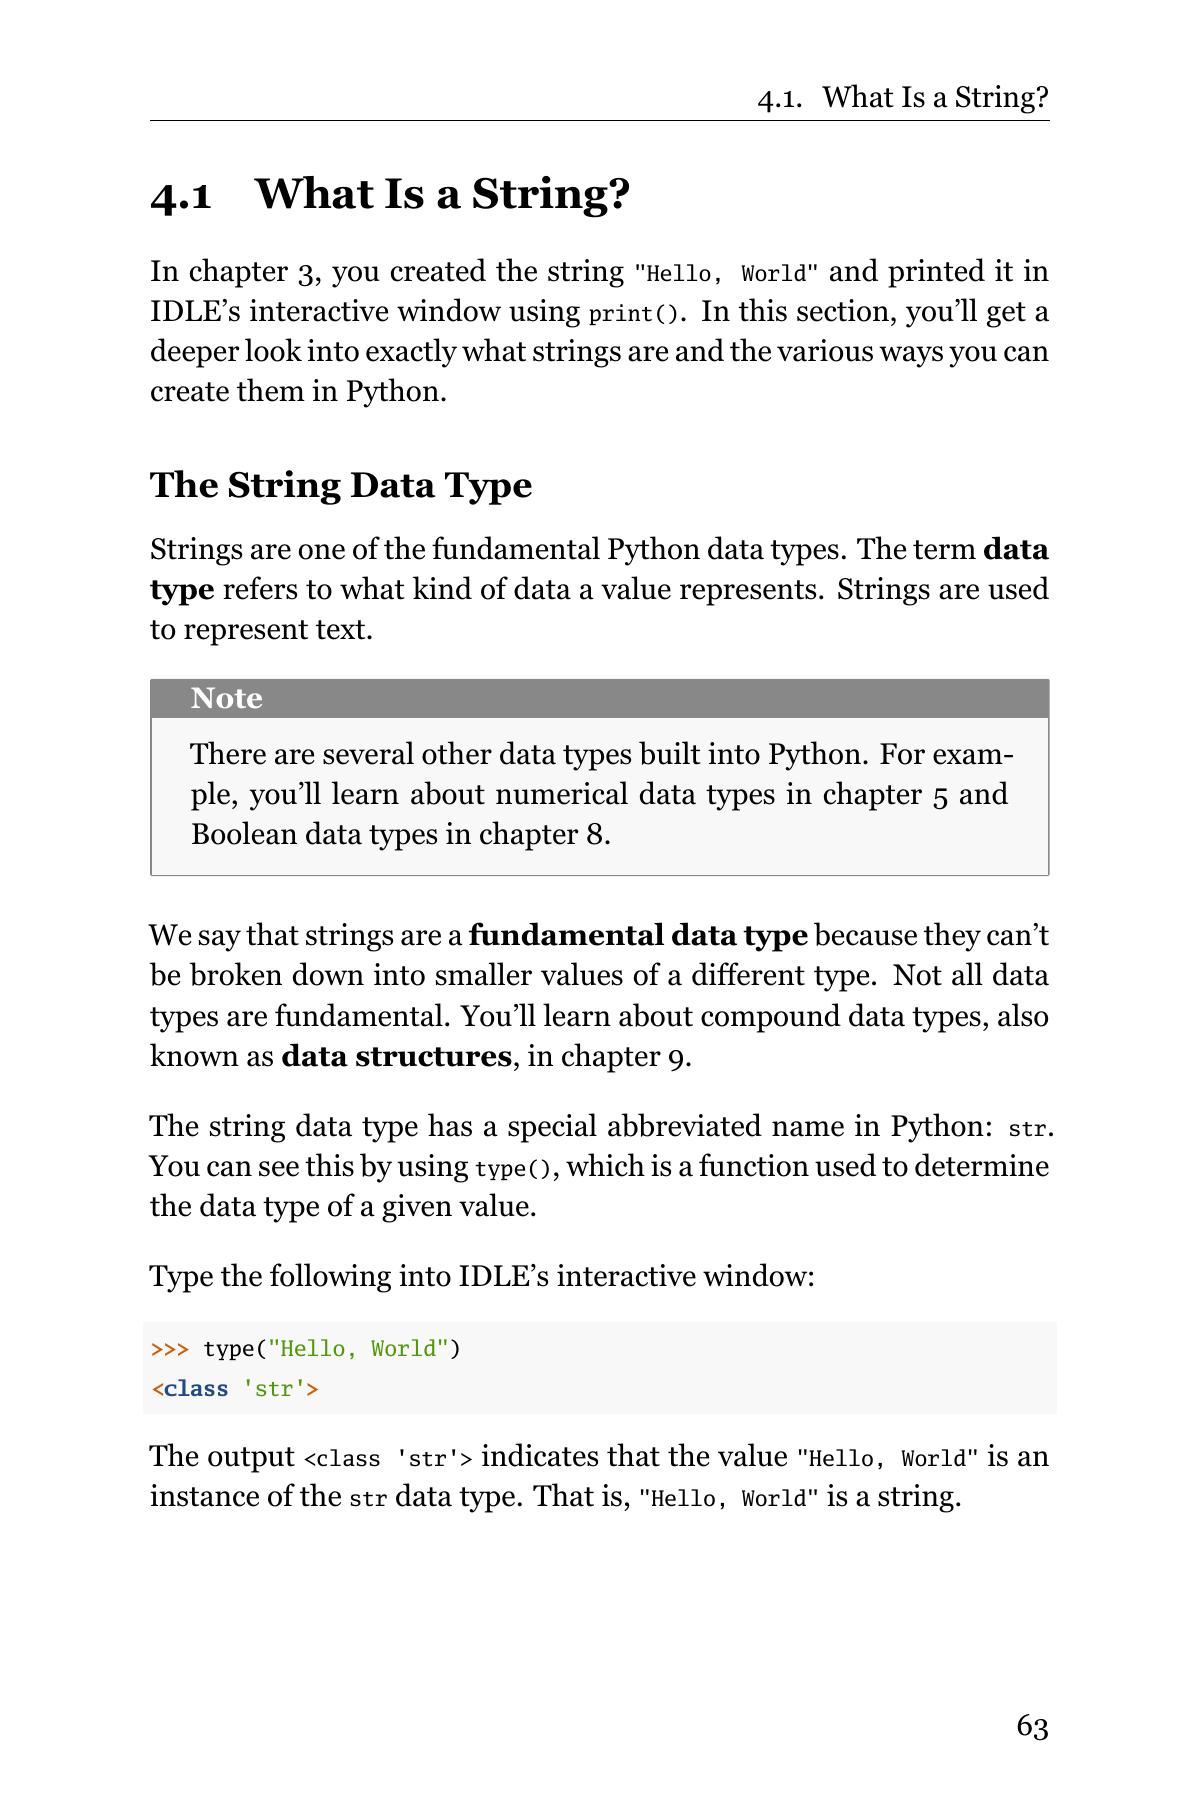 4.1. What Is a String?
4.1 What Is a String?
In chapter 3, you created the string "Hello, World" and printed it in
IDLE’s interactive window using print(). In this section, you’ll get a
deeper look into exactly what strings are and the various ways you can
create them in Python.
The String Data Type
Strings are one of the fundamental Python data types. The term data
type refers to what kind of data a value represents. Strings are used
to represent text.
Note
There are several other data types built into Python. For exam-
ple, you’ll learn about numerical data types in chapter 5 and
Boolean data types in chapter 8.
We say that strings are a fundamental data type because they can’t
be broken down into smaller values of a different type. Not all data
types are fundamental. You’ll learn about compound data types, also
known as data structures, in chapter 9.
The string data type has a special abbreviated name in Python: str.
You can see this by using type(), which is a function used to determine
the data type of a given value.
Type the following into IDLE’s interactive window:
>>> type("Hello, World")
<class 'str'>
The output <class 'str'> indicates that the value "Hello, World" is an
instance of the str data type. That is, "Hello, World" is a string.
63